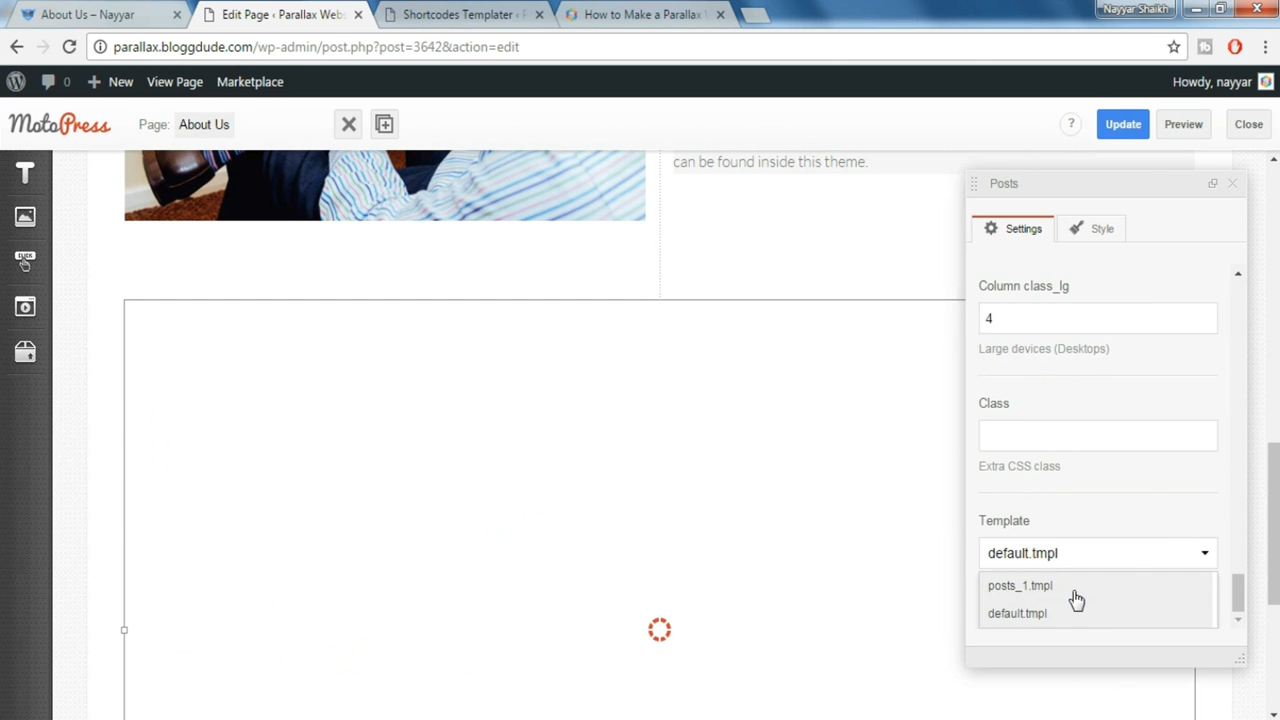 About Us – Nayyar
Edit Page ‹ Parallax Webs
Shortcodes Templater ‹ P
How to Make a Parallax W
Nayyar Shaikh
parallax.bloggdude.com/wp-admin/post.php?post=3642&action=edit
0
New
View Page
Marketplace
Howdy, nayyar
MotoPress
Page:
About Us
?
Update
Preview
Close
can be found inside this theme.
T
CLICK
Posts
Settings
Style
Column class_lg
4
Large devices (Desktops)
Class
Extra CSS class
Template
default.tmpl
posts_1.tmpl
default.tmpl